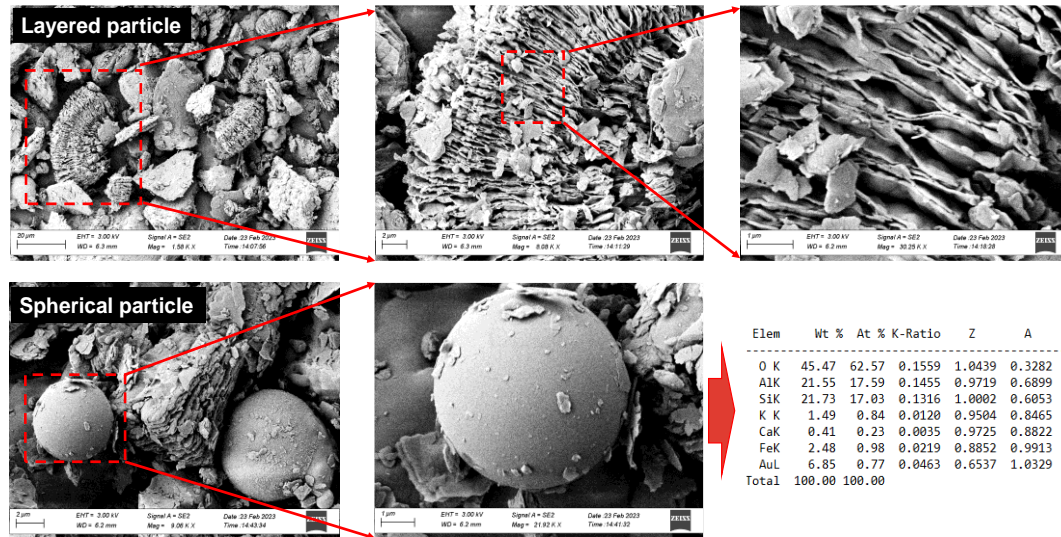 Layered particle
20 µm
EHT = 3.00 kV
WD = 6.3 mm
Signal A = SE2
Mag = 1.58 K X
Date :23 Feb 2023
Time :14:07:56
ZEISS
2 µm
EHT = 3.00 kV
WD = 6.3 mm
Signal A = SE2
Mag = 8.08 K X
Date :23 Feb 2023
Time :14:11:29
ZEISS
1 µm
EHT = 3.00 kV
WD = 6.2 mm
Signal A = SE2
Mag = 30.25 K X
Date :23 Feb 2023
Time :14:18:28
ZEISS
Spherical particle
2 µm
EHT = 3.00 kV
WD = 6.2 mm
Signal A = SE2
Mag = 9.06 K X
Date :23 Feb 2023
Time :14:43:34
ZEISS
1 µm
EHT = 3.00 kV
WD = 6.2 mm
Signal A = SE2
Mag = 21.92 K X
Date :23 Feb 2023
Time :14:41:32
ZEISS
Elem Wt % At % K-Ratio Z A
O K 45.47 62.57 0.1559 1.0439 0.3282
AlK 21.55 17.59 0.1455 0.9719 0.6899
SiK 21.73 17.03 0.1316 1.0002 0.6053
K K 1.49 0.84 0.0120 0.9504 0.8465
CaK 0.41 0.23 0.0035 0.9725 0.8822
FeK 2.48 0.98 0.0219 0.8852 0.9913
AuL 6.85 0.77 0.0463 0.6537 1.0329
Total 100.00 100.00